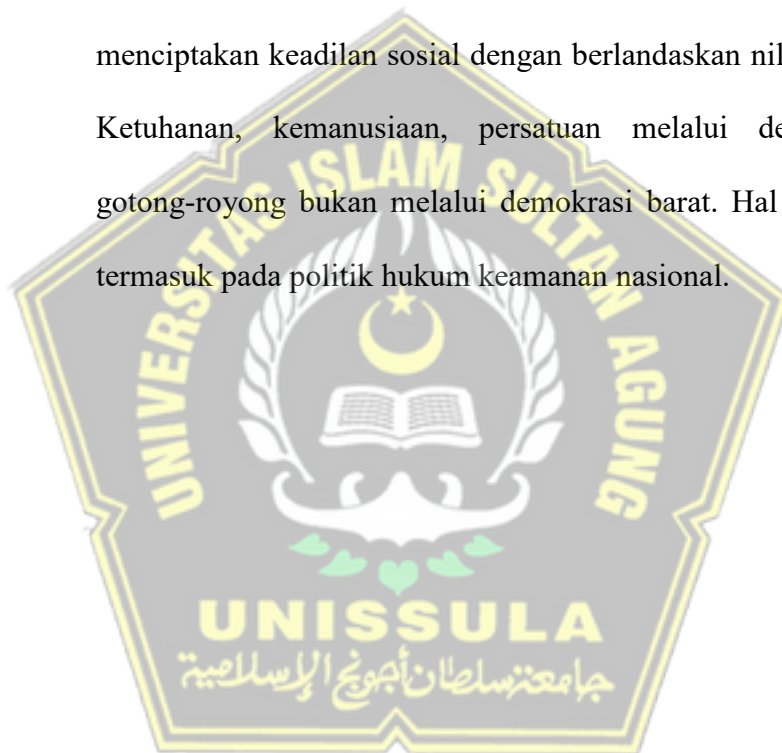 menciptakan keadilan sosial dengan berlandaskan
Ketuhanan, kemanusiaan, persatuan melalui
gotong-royong bukan melalui demokrasi barat. Hal
termasuk pada politik hukum keamanan nasional.
UNIVERSITAS ISLAM SULTAN AGUNG
UNISSULA
جامعة سلطان أجونج الإسلامية